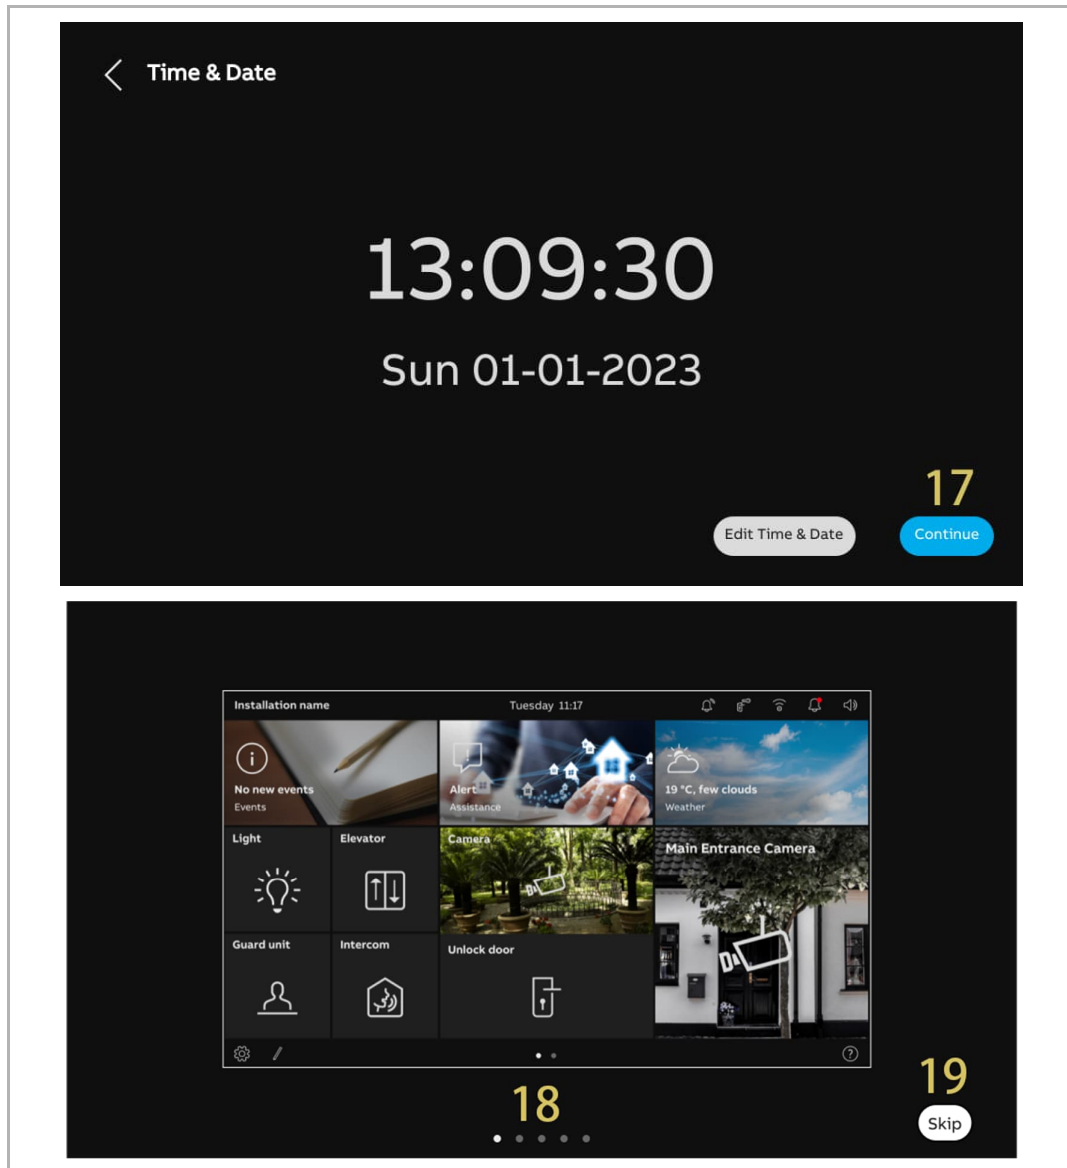 Time & Date
13:09:30
Sun 01-01-2023
17
Edit Time & Date
Continue
Installation name
Tuesday 11:17
No new events
Events
Alert
Assistance
19 °C, few clouds
Weather
Light
Elevator
Camera
Main Entrance Camera
Guard unit
Intercom
Unlock door
18
19
Skip